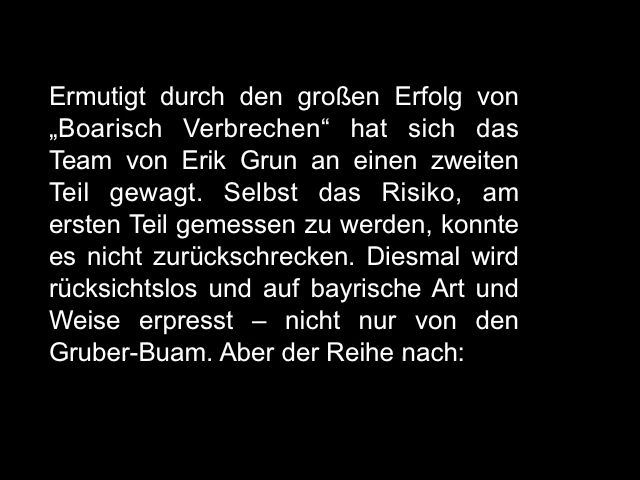 Ermutigt durch den großen Erfolg von
„Boarisch Verbrechen“ hat sich das
Team von Erik Grun an einen zweiten
Teil gewagt. Selbst das Risiko, am
ersten Teil gemessen zu werden, konnte
es nicht zurückschrecken. Diesmal wird
rücksichtslos und auf bayrische Art und
Weise erpresst – nicht nur von den
Gruber-Buam. Aber der Reihe nach: